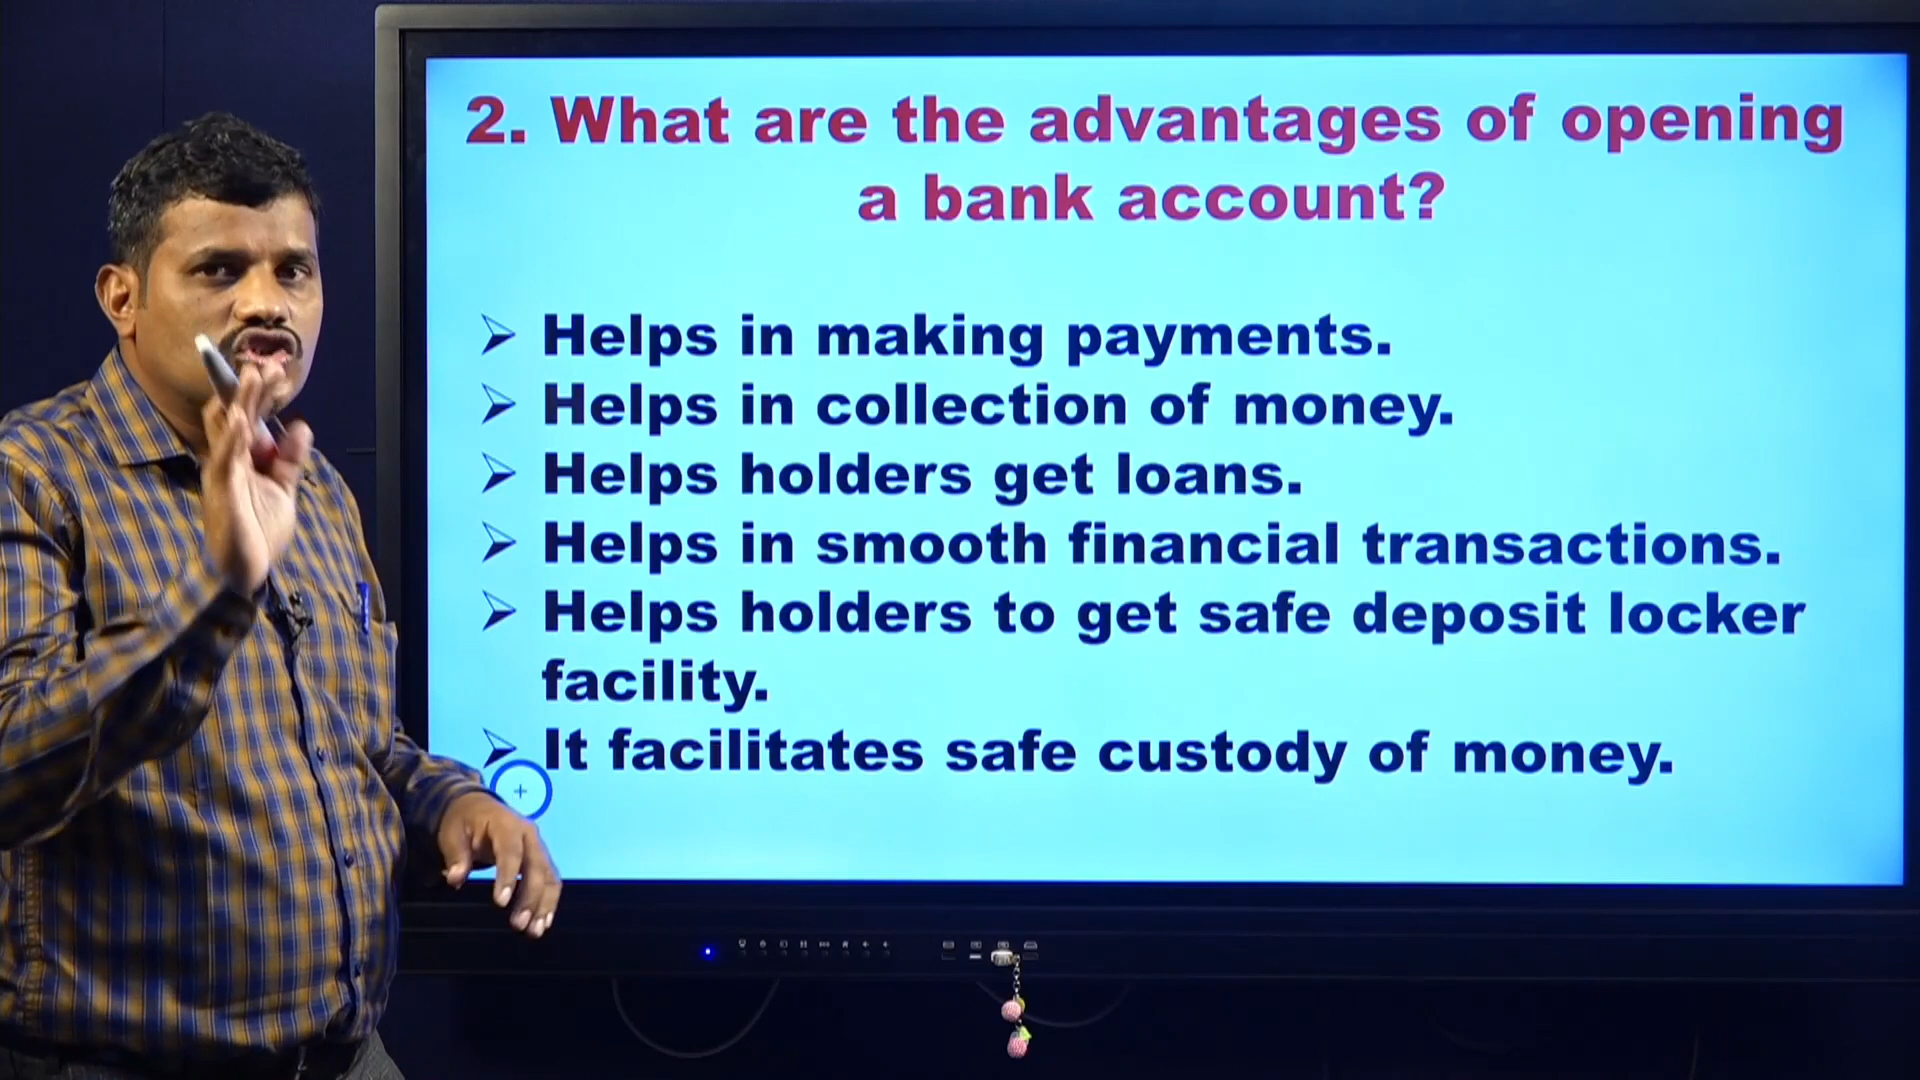 2. What are the advantages of opening
a bank account?
➢ Helps in making payments.
➢ Helps in collection of money.
➢ Helps holders get loans.
➢ Helps in smooth financial transactions.
➢ Helps holders to get safe deposit locker
facility.
➢ It facilitates safe custody of money.